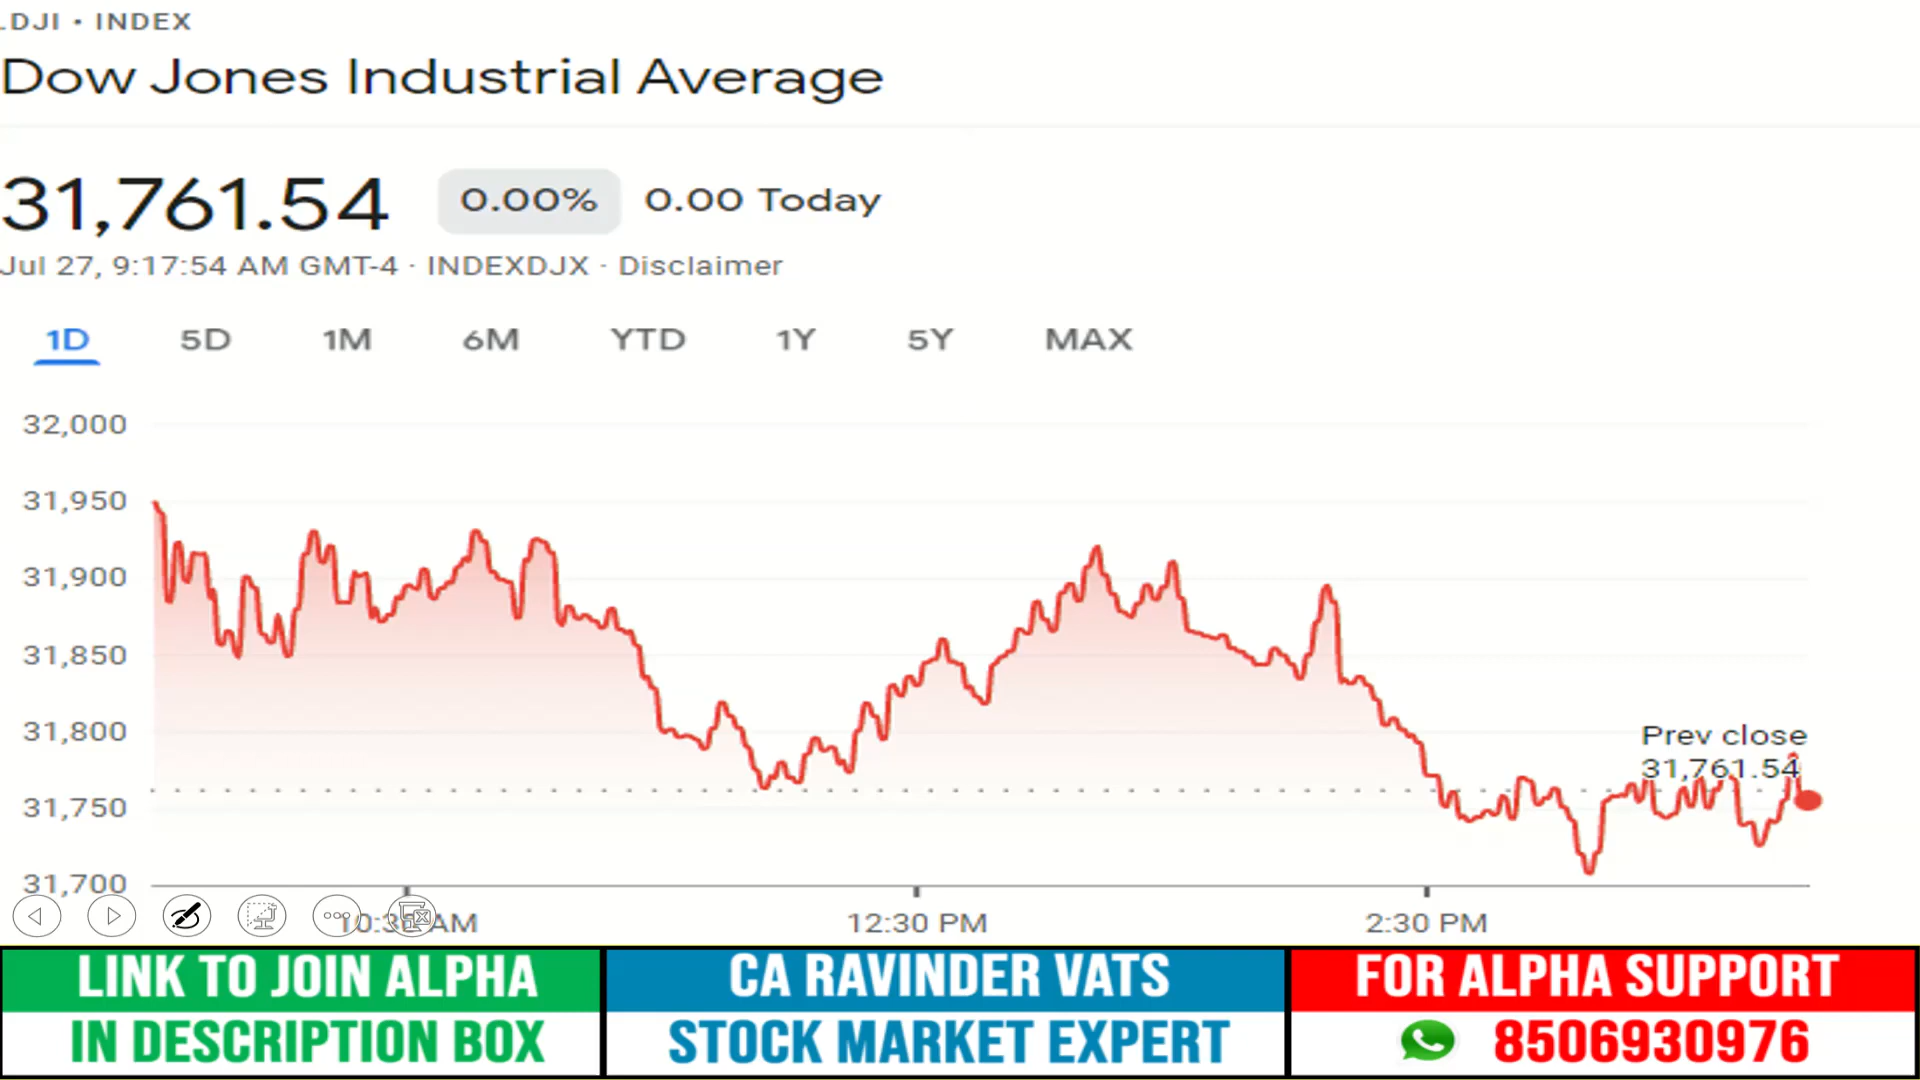 .DJI • INDEX
Dow Jones Industrial Average
31,761.54 0.00% 0.00 Today
Jul 27, 9:17:54 AM GMT-4 · INDEXDJX · Disclaimer
1D 5D 1M 6M YTD 1Y 5Y MAX
32,000
31,950
31,900
31,850
31,800
Prev close
31,761.54
31,750
31,700
10:30 AM 12:30 PM 2:30 PM
LINK TO JOIN ALPHA
IN DESCRIPTION BOX
CA RAVINDER VATS
STOCK MARKET EXPERT
FOR ALPHA SUPPORT
8506930976